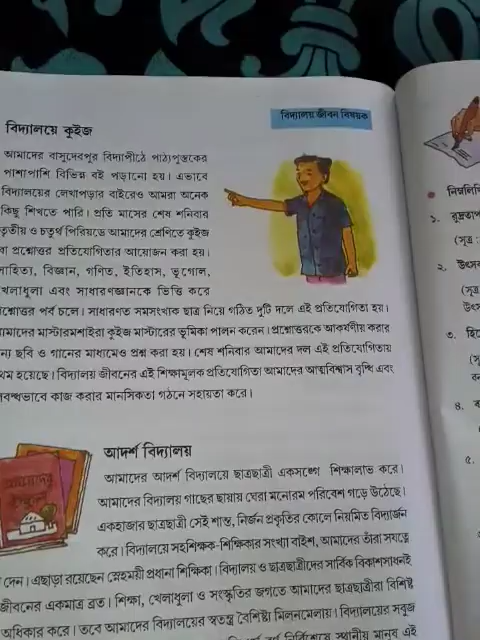 বিদ্যালয় জীবন বিষয়ক
বিদ্যালয়ে কুইজ
আমাদের বাসুদেবপুর বিদ্যাপীঠে পাঠ্যপুস্তকের
পাশাপাশি বিভিন্ন বই পড়ানো হয়। এভাবে
বিদ্যালয়ের লেখাপড়ার বাইরেও আমরা অনেক
কিছু শিখতে পারি। প্রতি মাসের শেষ শনিবার
তৃতীয় ও চতুর্থ পিরিয়ডে আমাদের শ্রেণিতে কুইজ
বা প্রশ্নোত্তর প্রতিযোগিতার আয়োজন করা হয়।
সাহিত্য, বিজ্ঞান, গণিত, ইতিহাস, ভূগোল,
খেলাধুলা এবং সাধারণজ্ঞানকে ভিত্তি করে
প্রশ্নোত্তর পর্ব চলে। সাধারণত সমসংখ্যক ছাত্র নিয়ে গঠিত দুটি দলে এই প্রতিযোগিতা হয়।
আমাদের মাস্টারমশাইরা কুইজ মাস্টারের ভূমিকা পালন করেন। প্রশ্নোত্তরকে আকর্ষণীয় করার
জন্য ছবি ও গানের মাধ্যমেও প্রশ্ন করা হয়। শেষ শনিবার আমাদের দল এই প্রতিযোগিতায়
প্রথম হয়েছে। বিদ্যালয় জীবনের এই শিক্ষামূলক প্রতিযোগিতা আমাদের আত্মবিশ্বাস বৃদ্ধি এবং
দলবদ্ধভাবে কাজ করার মানসিকতা গঠনে সহায়তা করে।
আদর্শ বিদ্যালয়
আমাদের আদর্শ বিদ্যালয়ে ছাত্রছাত্রী একসঙ্গে শিক্ষালাভ করে।
আমাদের বিদ্যালয় গাছের ছায়ায় ঘেরা মনোরম পরিবেশে গড়ে উঠেছে।
একহাজার ছাত্রছাত্রী সেই শান্ত, নির্জন প্রকৃতির কোলে নিয়মিত বিদ্যার্জন
করে। বিদ্যালয়ে সহশিক্ষক-শিক্ষিকার সংখ্যা বাইশ, আমাদের তাঁরা সযত্নে
দেন। এছাড়া রয়েছেন স্নেহময়ী প্রধানা শিক্ষিকা। বিদ্যালয় ও ছাত্রছাত্রীদের সার্বিক বিকাশসাধনই
জীবনের একমাত্র ব্রত। শিক্ষা, খেলাধুলা ও সংস্কৃতির জগতে আমাদের ছাত্রছাত্রীরা বিশিষ্ট
অধিকার করে। তবে আমাদের বিদ্যালয়ের স্বতন্ত্র বৈশিষ্ট্য মিলনমেলায়। বিদ্যালয়ের সবুজ
নির্বিশেষে স্থানীয় মানুষ এই
১.
(সূত্র :
২. উৎসব
(সূত্র
৩.
৪.
৫.